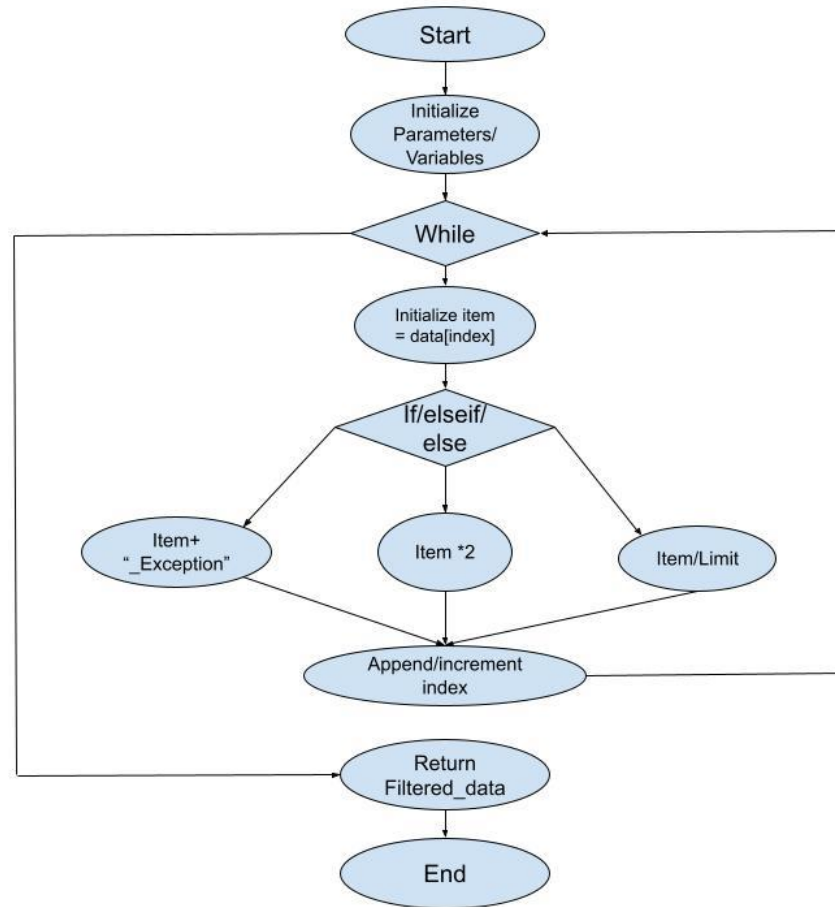 Start
Initialize
Parameters/
Variables
While
Initialize item
= data[index]
If/elseif/
else
Item+
“_Exception”
Item *2
Item/Limit
Append/increment
index
Return
Filtered_data
End